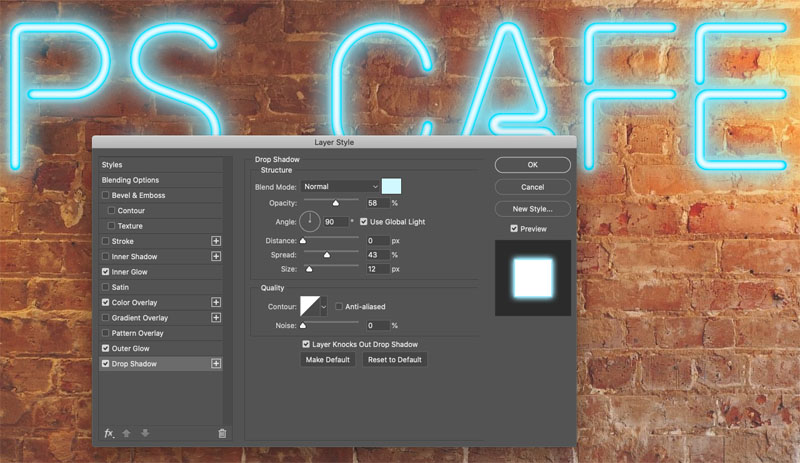 PS CAFE
Layer Style
Styles
Blending Options
Bevel & Emboss
Contour
Texture
Stroke
Inner Shadow
Inner Glow
Satin
Color Overlay
Gradient Overlay
Pattern Overlay
Outer Glow
Drop Shadow
fx
Drop Shadow
Structure
Blend Mode: Normal
Opacity: 58 %
Angle: 90 ° Use Global Light
Distance: 0 px
Spread: 43 %
Size: 12 px
Quality
Contour: Anti-aliased
Noise: 0 %
Layer Knocks Out Drop Shadow
Make Default Reset to Default
OK
Cancel
New Style...
Preview